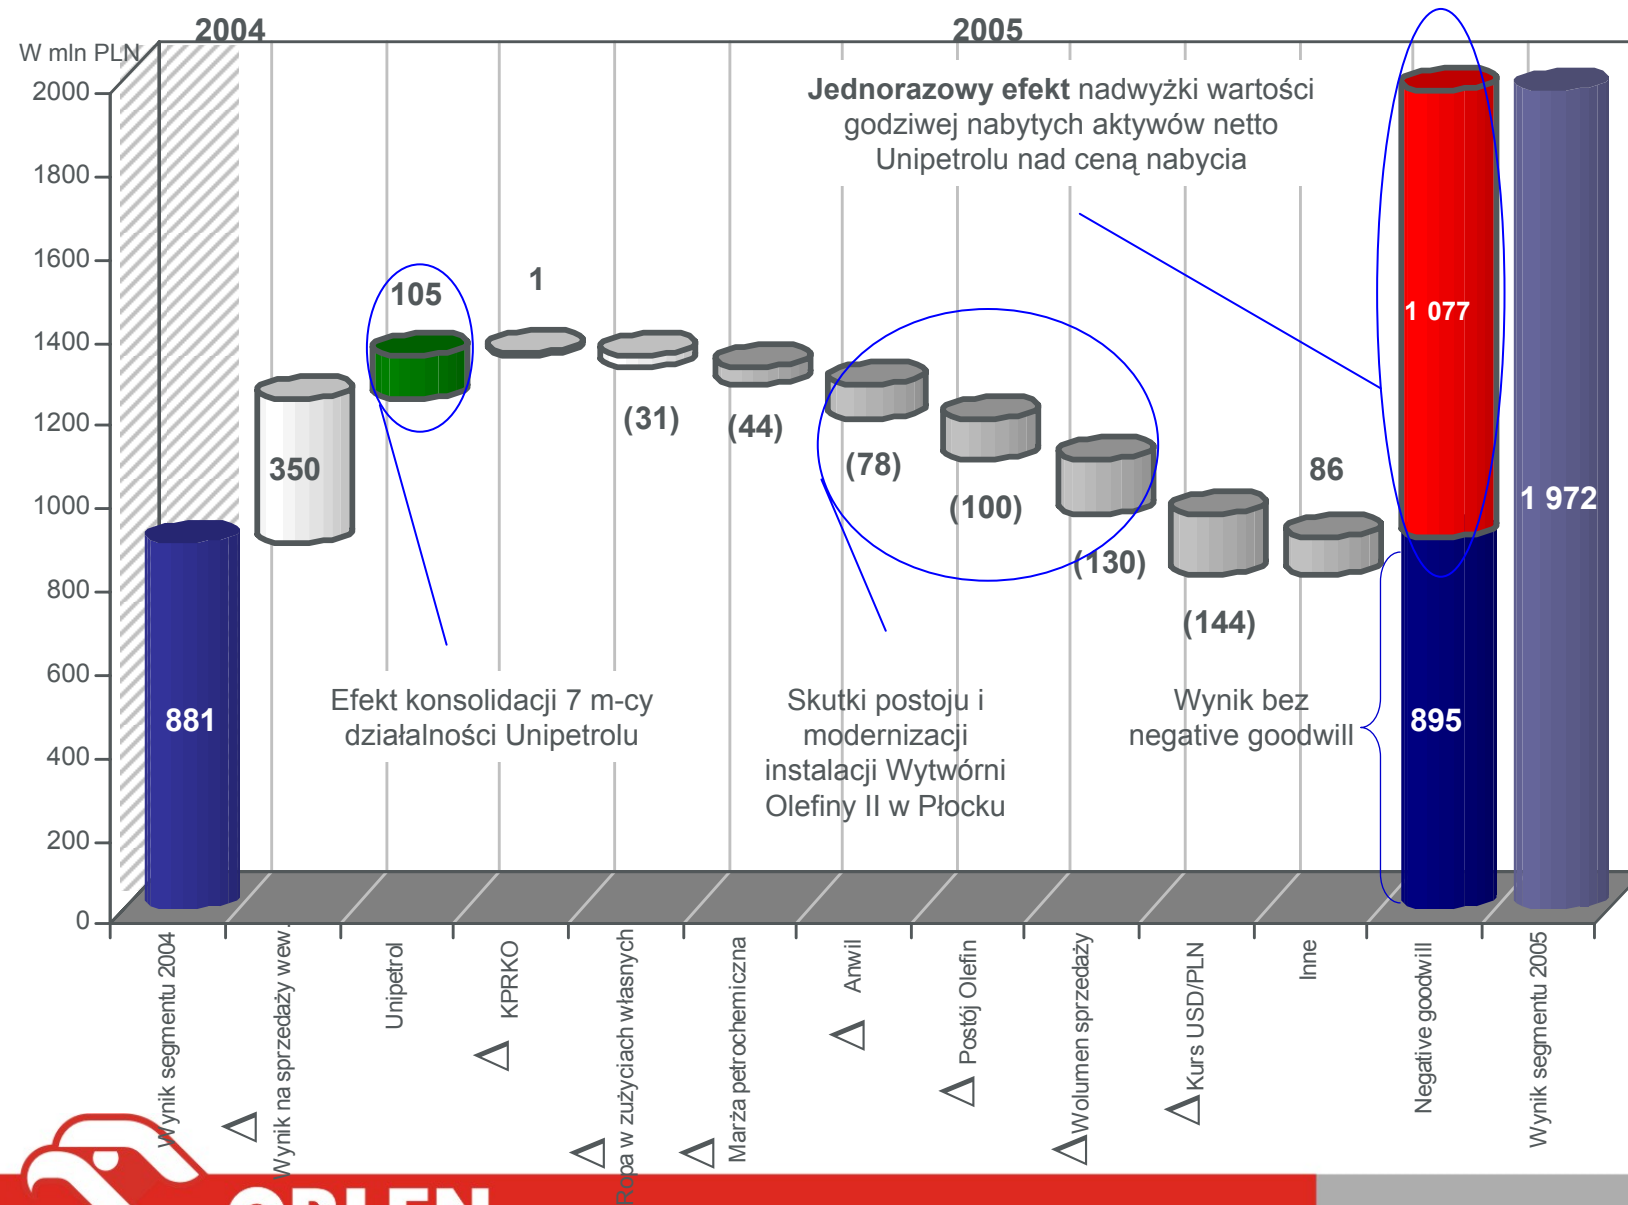 2004
2005
W mln PLN
2000
1800
1600
1400
1200
1000
800
600
400
200
0
Jednorazowy efekt nadwyżki wartości
godziwej nabytych aktywów netto
Unipetrolu nad ceną nabycia
881
350
105
1
(31)
(44)
(78)
(100)
(130)
(144)
86
1 077
895
1 972
Efekt konsolidacji 7 m-cy
działalności Unipetrolu
Skutki postoju i
modernizacji
instalacji Wytwórni
Olefiny II w Płocku
Wynik bez
negative goodwill
Wynik segmentu 2004
Δ Wynik na sprzedaży wew.
Unipetrol
Δ KPRKO
Δ Ropa w zużyciach własnych
Δ Marża petrochemiczna
Δ Anwil
Δ Postój Olefin
Δ Wolumen sprzedaży
Δ Kurs USD/PLN
Inne
Negative goodwill
Wynik segmentu 2005
ORLEN